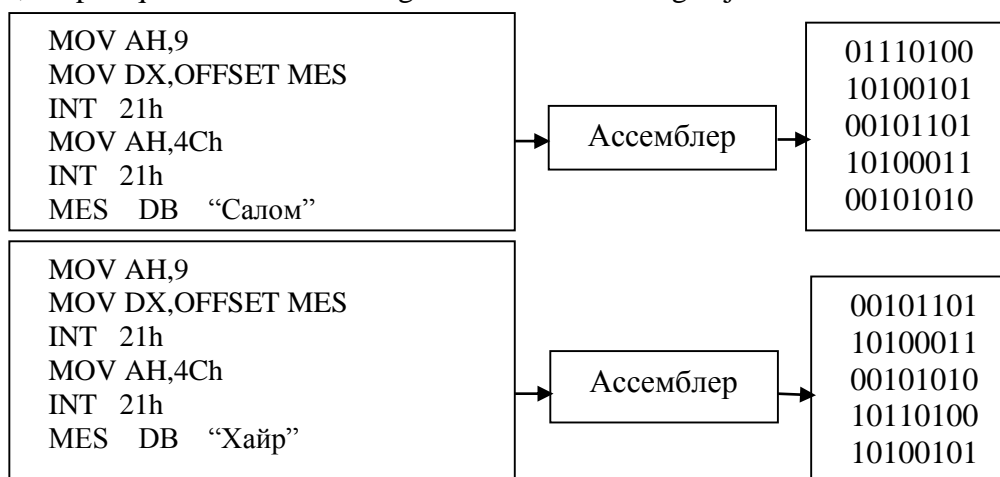 MOV AH,9
MOV DX,OFFSET MES
INT 21h
MOV AH,4Ch
INT 21h
MES DB “Салом”
Ассемблер
01110100
10100101
00101101
10100011
00101010
MOV AH,9
MOV DX,OFFSET MES
INT 21h
MOV AH,4Ch
INT 21h
MES DB “Хайр”
Ассемблер
00101101
10100011
00101010
10110100
10100101